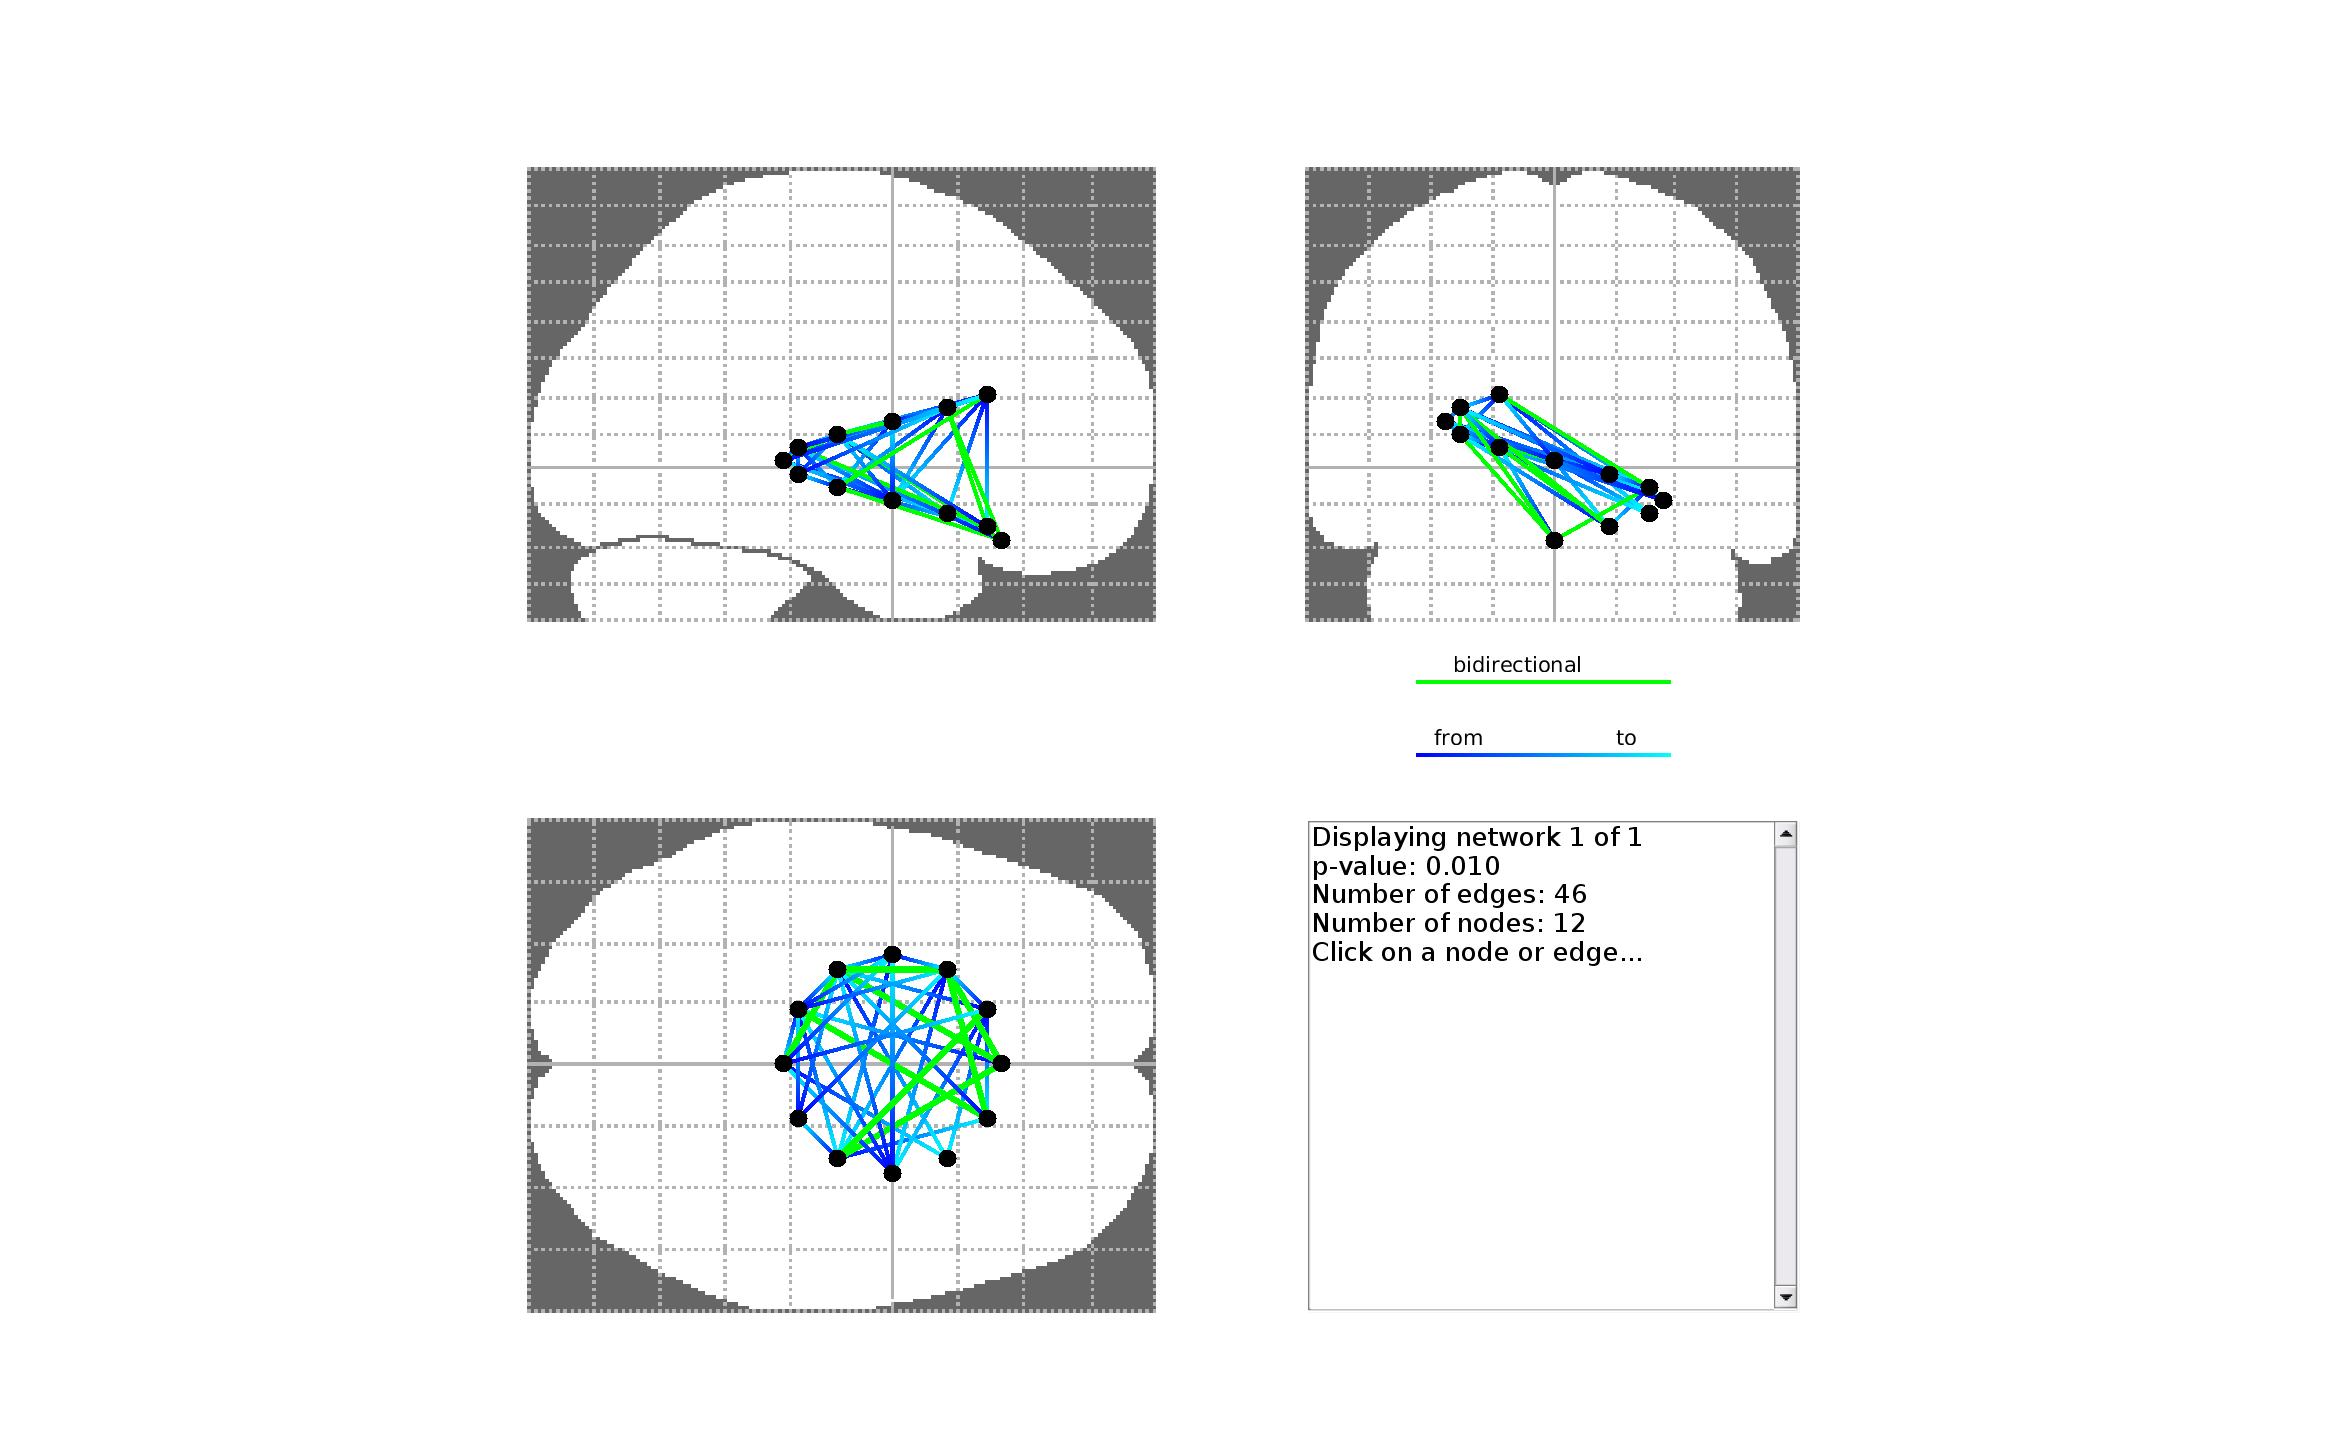 bidirectional
from to
Displaying network 1 of 1
p-value: 0.010
Number of edges: 46
Number of nodes: 12
Click on a node or edge...